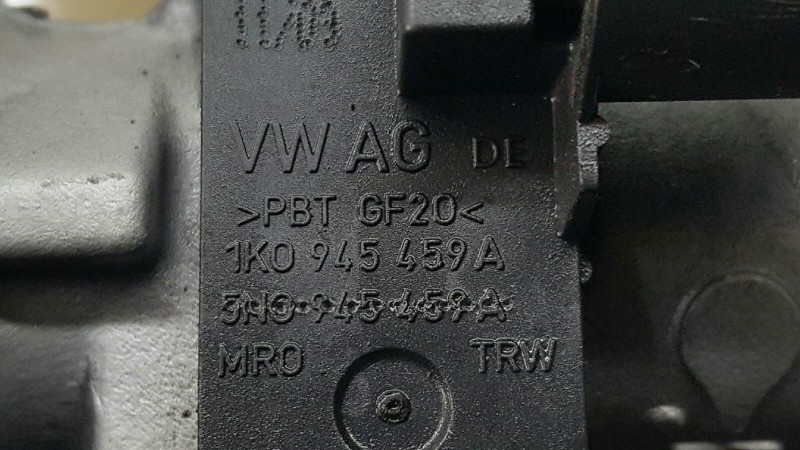 VW AG DE
>PBT GF20<
1K0 945 459 A
3N0 945 459 A
MRO TRW